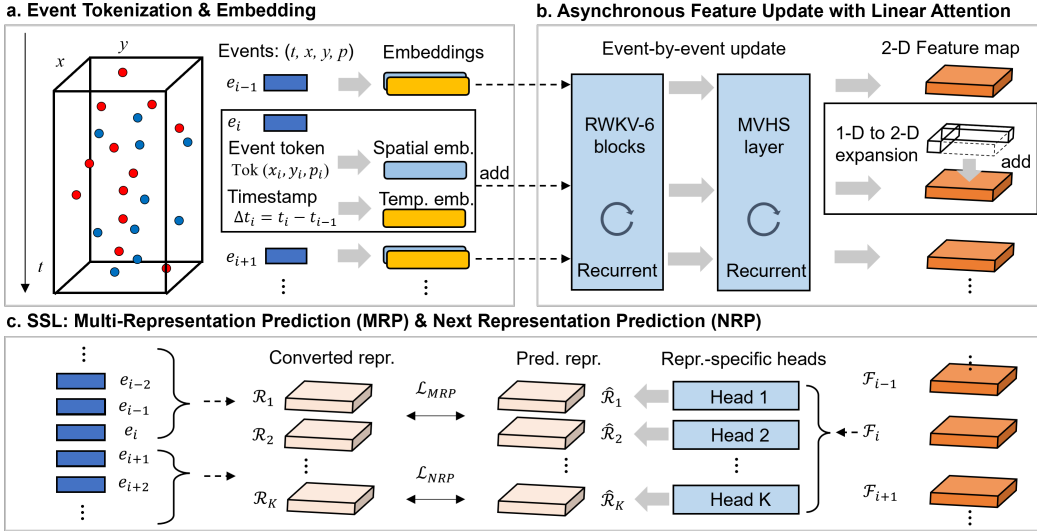 a. Event Tokenization & Embedding
x
y
t
Events: (t, x, y, p)
Embeddings
e_{i−1}
e_i
Event token
Tok (x_i, y_i, p_i)
Spatial emb.
Timestamp
Δt_i = t_i − t_{i−1}
Temp. emb.
add
e_{i+1}
b. Asynchronous Feature Update with Linear Attention
Event-by-event update
2-D Feature map
RWKV-6
blocks
Recurrent
MVHS
layer
Recurrent
1-D to 2-D
expansion
add
c. SSL: Multi-Representation Prediction (MRP) & Next Representation Prediction (NRP)
e_{i−2}
e_{i−1}
e_i
e_{i+1}
e_{i+2}
Converted repr.
ℛ_1
ℛ_2
ℛ_K
ℒ_{MRP}
ℒ_{NRP}
Pred. repr.
ℛ̂_1
ℛ̂_2
ℛ̂_K
Repr.-specific heads
Head 1
Head 2
Head K
ℱ_{i−1}
ℱ_i
ℱ_{i+1}